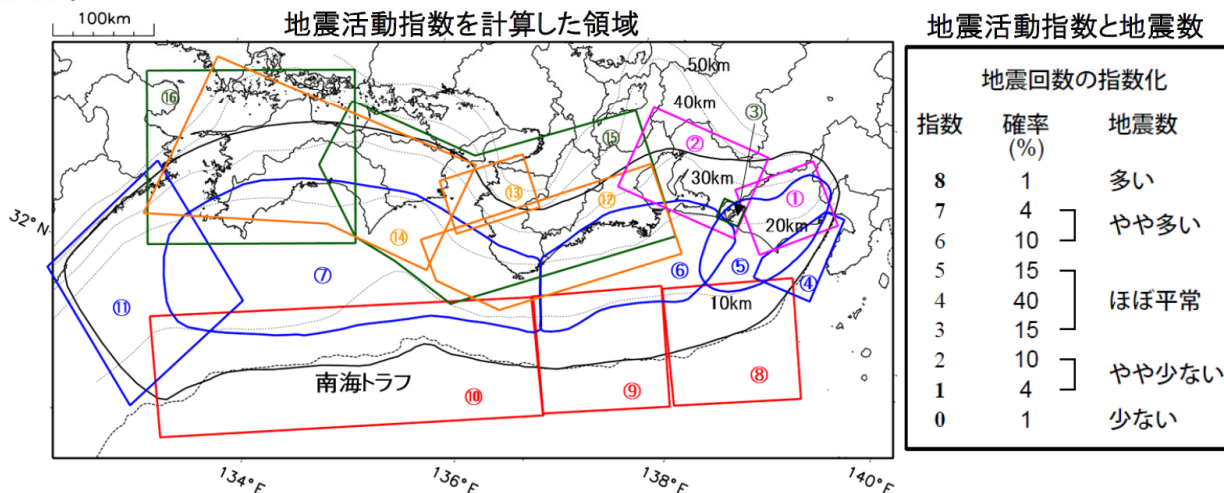 100km
地震活動指数を計算した領域
50km
40km
③
⑯
⑮
②
30km
⑬
⑫
①
20km
32°N
⑭
⑦
⑥
⑤
④
⑪
10km
南海トラフ
⑩
⑨
⑧
134°E
136°E
138°E
140°E
地震活動指数と地震数
地震回数の指数化
指数 確率 地震数
(%)
8 1 多い
7 4 やや多い
6 10
5 15
4 40 ほぼ平常
3 15
2 10 やや少ない
1 4
0 1 少ない